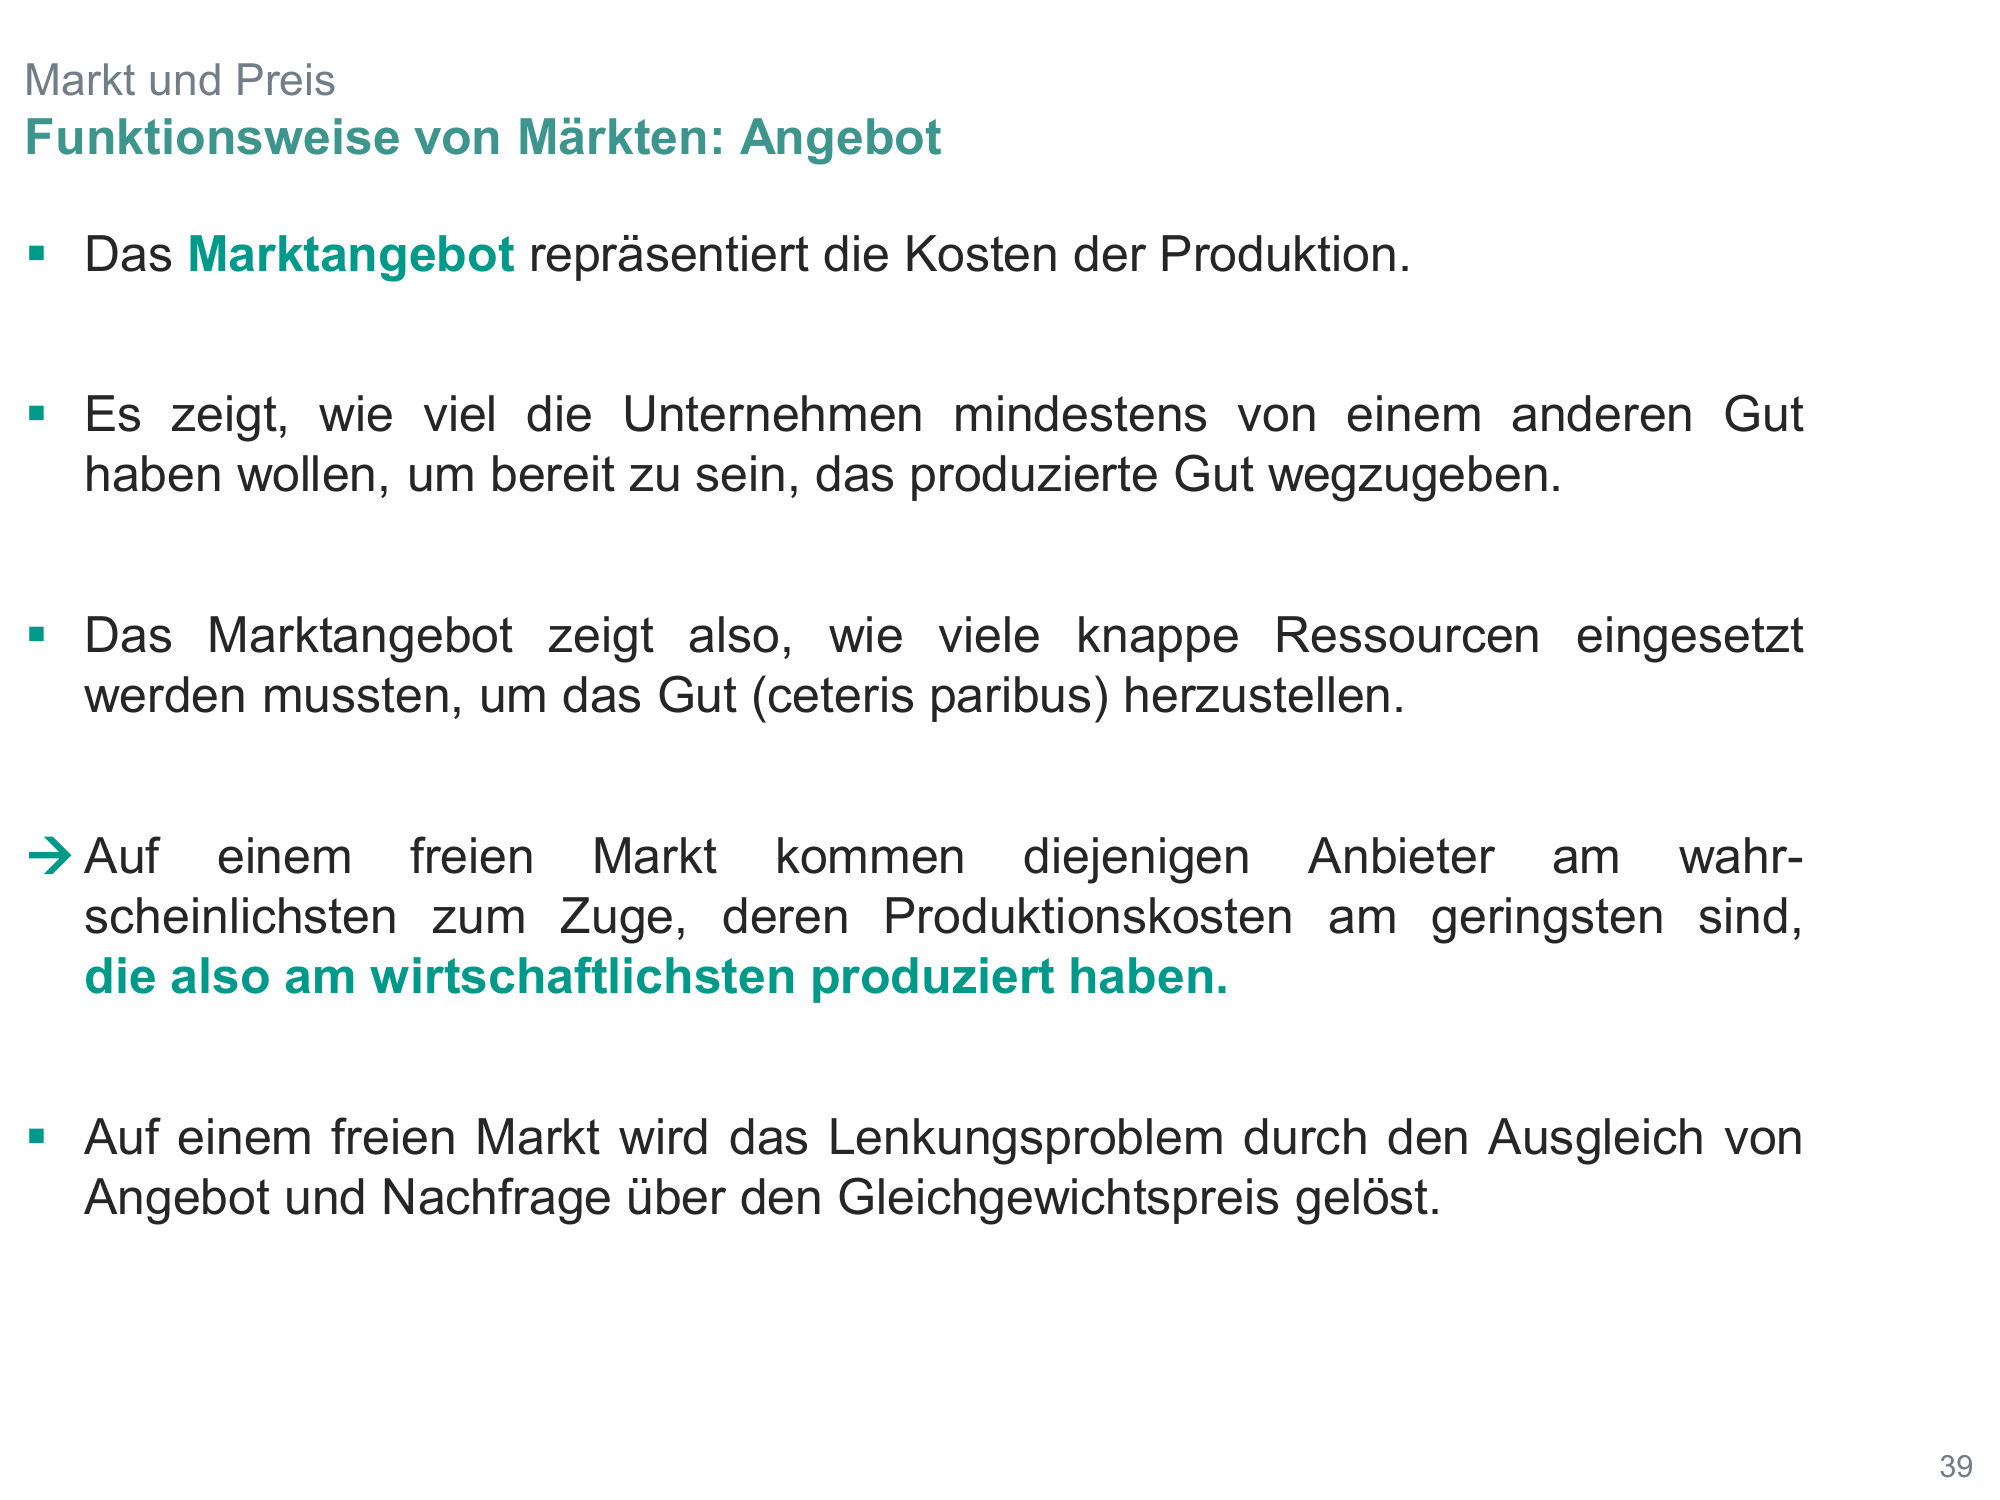 Markt und Preis
Funktionsweise von Märkten: Angebot
▪ Das Marktangebot repräsentiert die Kosten der Produktion.
▪ Es zeigt, wie viel die Unternehmen mindestens von einem anderen Gut
haben wollen, um bereit zu sein, das produzierte Gut wegzugeben.
▪ Das Marktangebot zeigt also, wie viele knappe Ressourcen eingesetzt
werden mussten, um das Gut (ceteris paribus) herzustellen.
→ Auf einem freien Markt kommen diejenigen Anbieter am wahr-
scheinlichsten zum Zuge, deren Produktionskosten am geringsten sind,
die also am wirtschaftlichsten produziert haben.
▪ Auf einem freien Markt wird das Lenkungsproblem durch den Ausgleich von
Angebot und Nachfrage über den Gleichgewichtspreis gelöst.
39